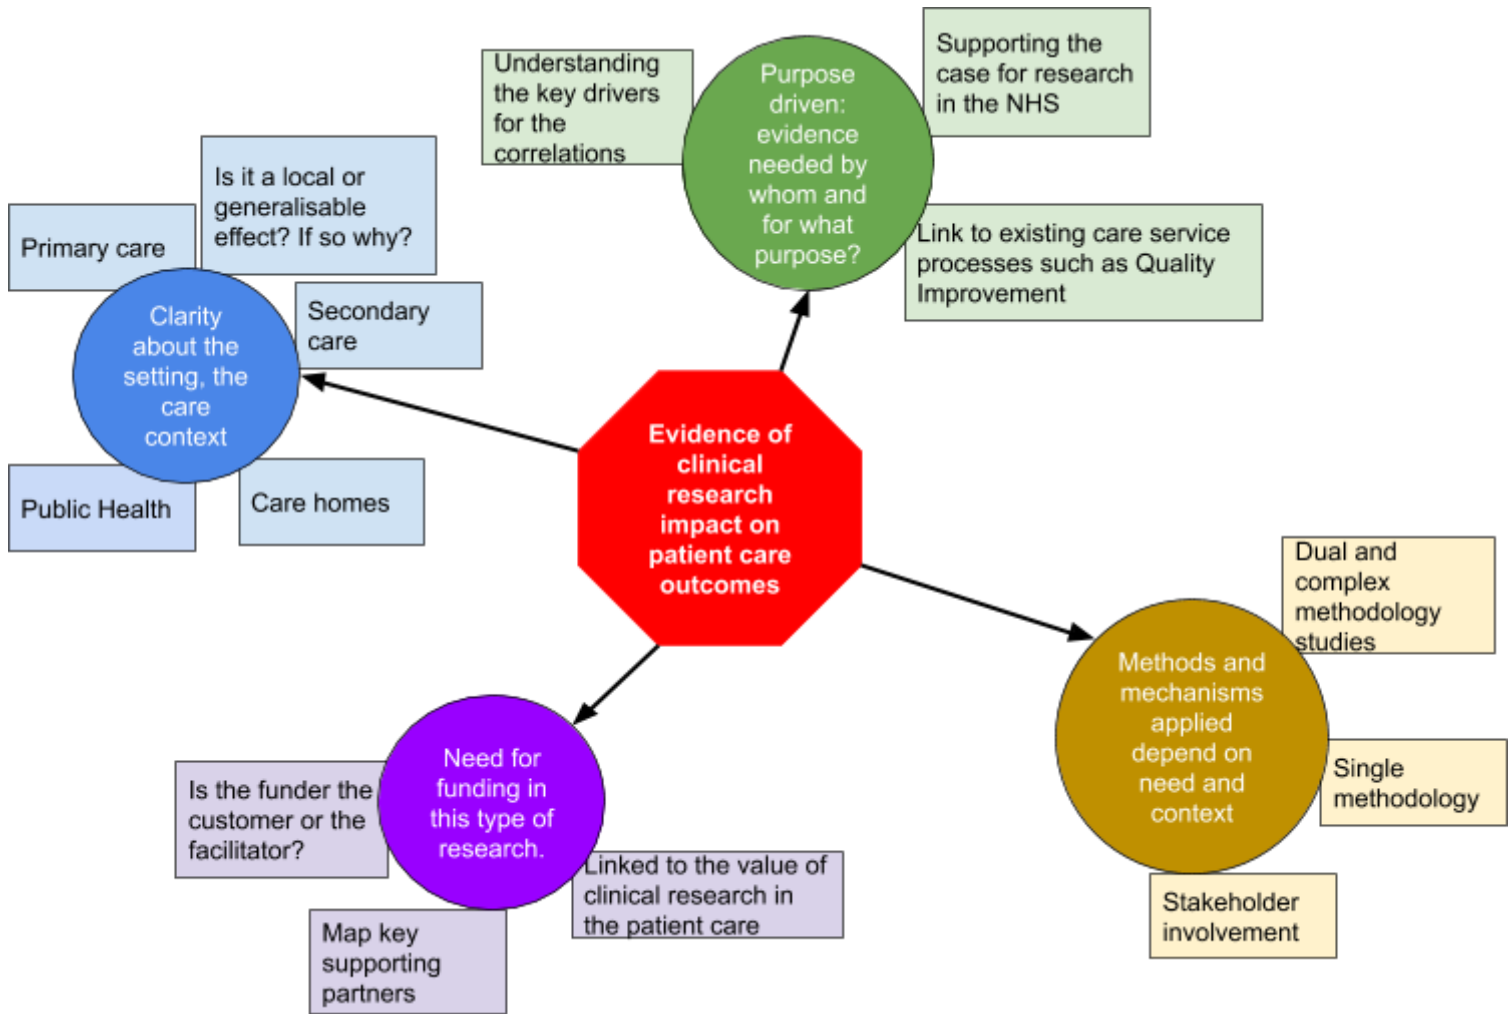 Understanding
the key drivers
for the
correlations
Purpose
driven:
evidence
needed by
whom and
for what
purpose?
Supporting the
case for research
in the NHS
Link to existing care service
processes such as Quality
Improvement
Primary care
Is it a local or
generalisable
effect? If so why?
Secondary
care
Clarity
about the
setting, the
care
context
Public Health
Care homes
Evidence of
clinical
research
impact on
patient care
outcomes
Dual and
complex
methodology
studies
Methods and
mechanisms
applied
depend on
need and
context
Single
methodology
Stakeholder
involvement
Need for
funding in
this type of
research.
Is the funder the
customer or the
facilitator?
Linked to the value of
clinical research in
the patient care
Map key
supporting
partners